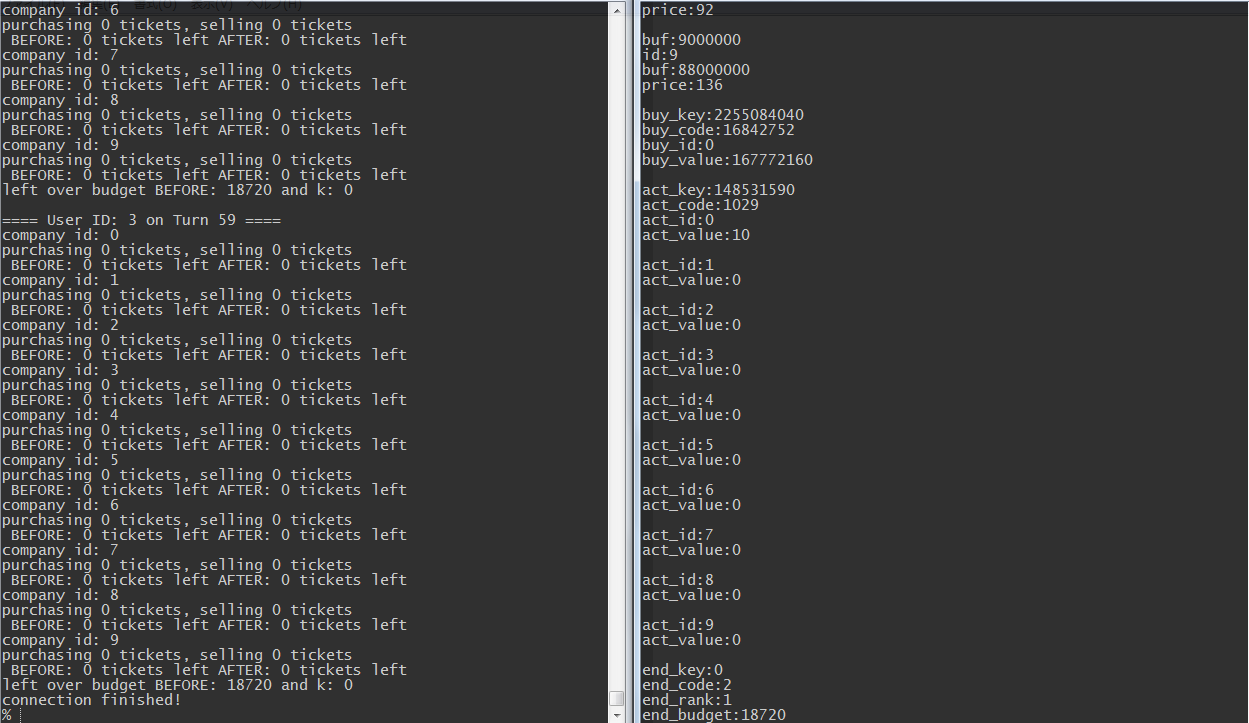 company id: 6
purchasing 0 tickets, selling 0 tickets
 BEFORE: 0 tickets left AFTER: 0 tickets left
company id: 7
purchasing 0 tickets, selling 0 tickets
 BEFORE: 0 tickets left AFTER: 0 tickets left
company id: 8
purchasing 0 tickets, selling 0 tickets
 BEFORE: 0 tickets left AFTER: 0 tickets left
company id: 9
purchasing 0 tickets, selling 0 tickets
 BEFORE: 0 tickets left AFTER: 0 tickets left
left over budget BEFORE: 18720 and k: 0
==== User ID: 3 on Turn 59 ====
company id: 0
purchasing 0 tickets, selling 0 tickets
 BEFORE: 0 tickets left AFTER: 0 tickets left
company id: 1
purchasing 0 tickets, selling 0 tickets
 BEFORE: 0 tickets left AFTER: 0 tickets left
company id: 2
purchasing 0 tickets, selling 0 tickets
 BEFORE: 0 tickets left AFTER: 0 tickets left
company id: 3
purchasing 0 tickets, selling 0 tickets
 BEFORE: 0 tickets left AFTER: 0 tickets left
company id: 4
purchasing 0 tickets, selling 0 tickets
 BEFORE: 0 tickets left AFTER: 0 tickets left
company id: 5
purchasing 0 tickets, selling 0 tickets
 BEFORE: 0 tickets left AFTER: 0 tickets left
company id: 6
purchasing 0 tickets, selling 0 tickets
 BEFORE: 0 tickets left AFTER: 0 tickets left
company id: 7
purchasing 0 tickets, selling 0 tickets
 BEFORE: 0 tickets left AFTER: 0 tickets left
company id: 8
purchasing 0 tickets, selling 0 tickets
 BEFORE: 0 tickets left AFTER: 0 tickets left
company id: 9
purchasing 0 tickets, selling 0 tickets
 BEFORE: 0 tickets left AFTER: 0 tickets left
left over budget BEFORE: 18720 and k: 0
connection finished!
%
price:92
buf:9000000
id:9
buf:88000000
price:136
buy_key:2255084040
buy_code:16842752
buy_id:0
buy_value:167772160
act_key:148531590
act_code:1029
act_id:0
act_value:10
act_id:1
act_value:0
act_id:2
act_value:0
act_id:3
act_value:0
act_id:4
act_value:0
act_id:5
act_value:0
act_id:6
act_value:0
act_id:7
act_value:0
act_id:8
act_value:0
act_id:9
act_value:0
end_key:0
end_code:2
end_rank:1
end_budget:18720